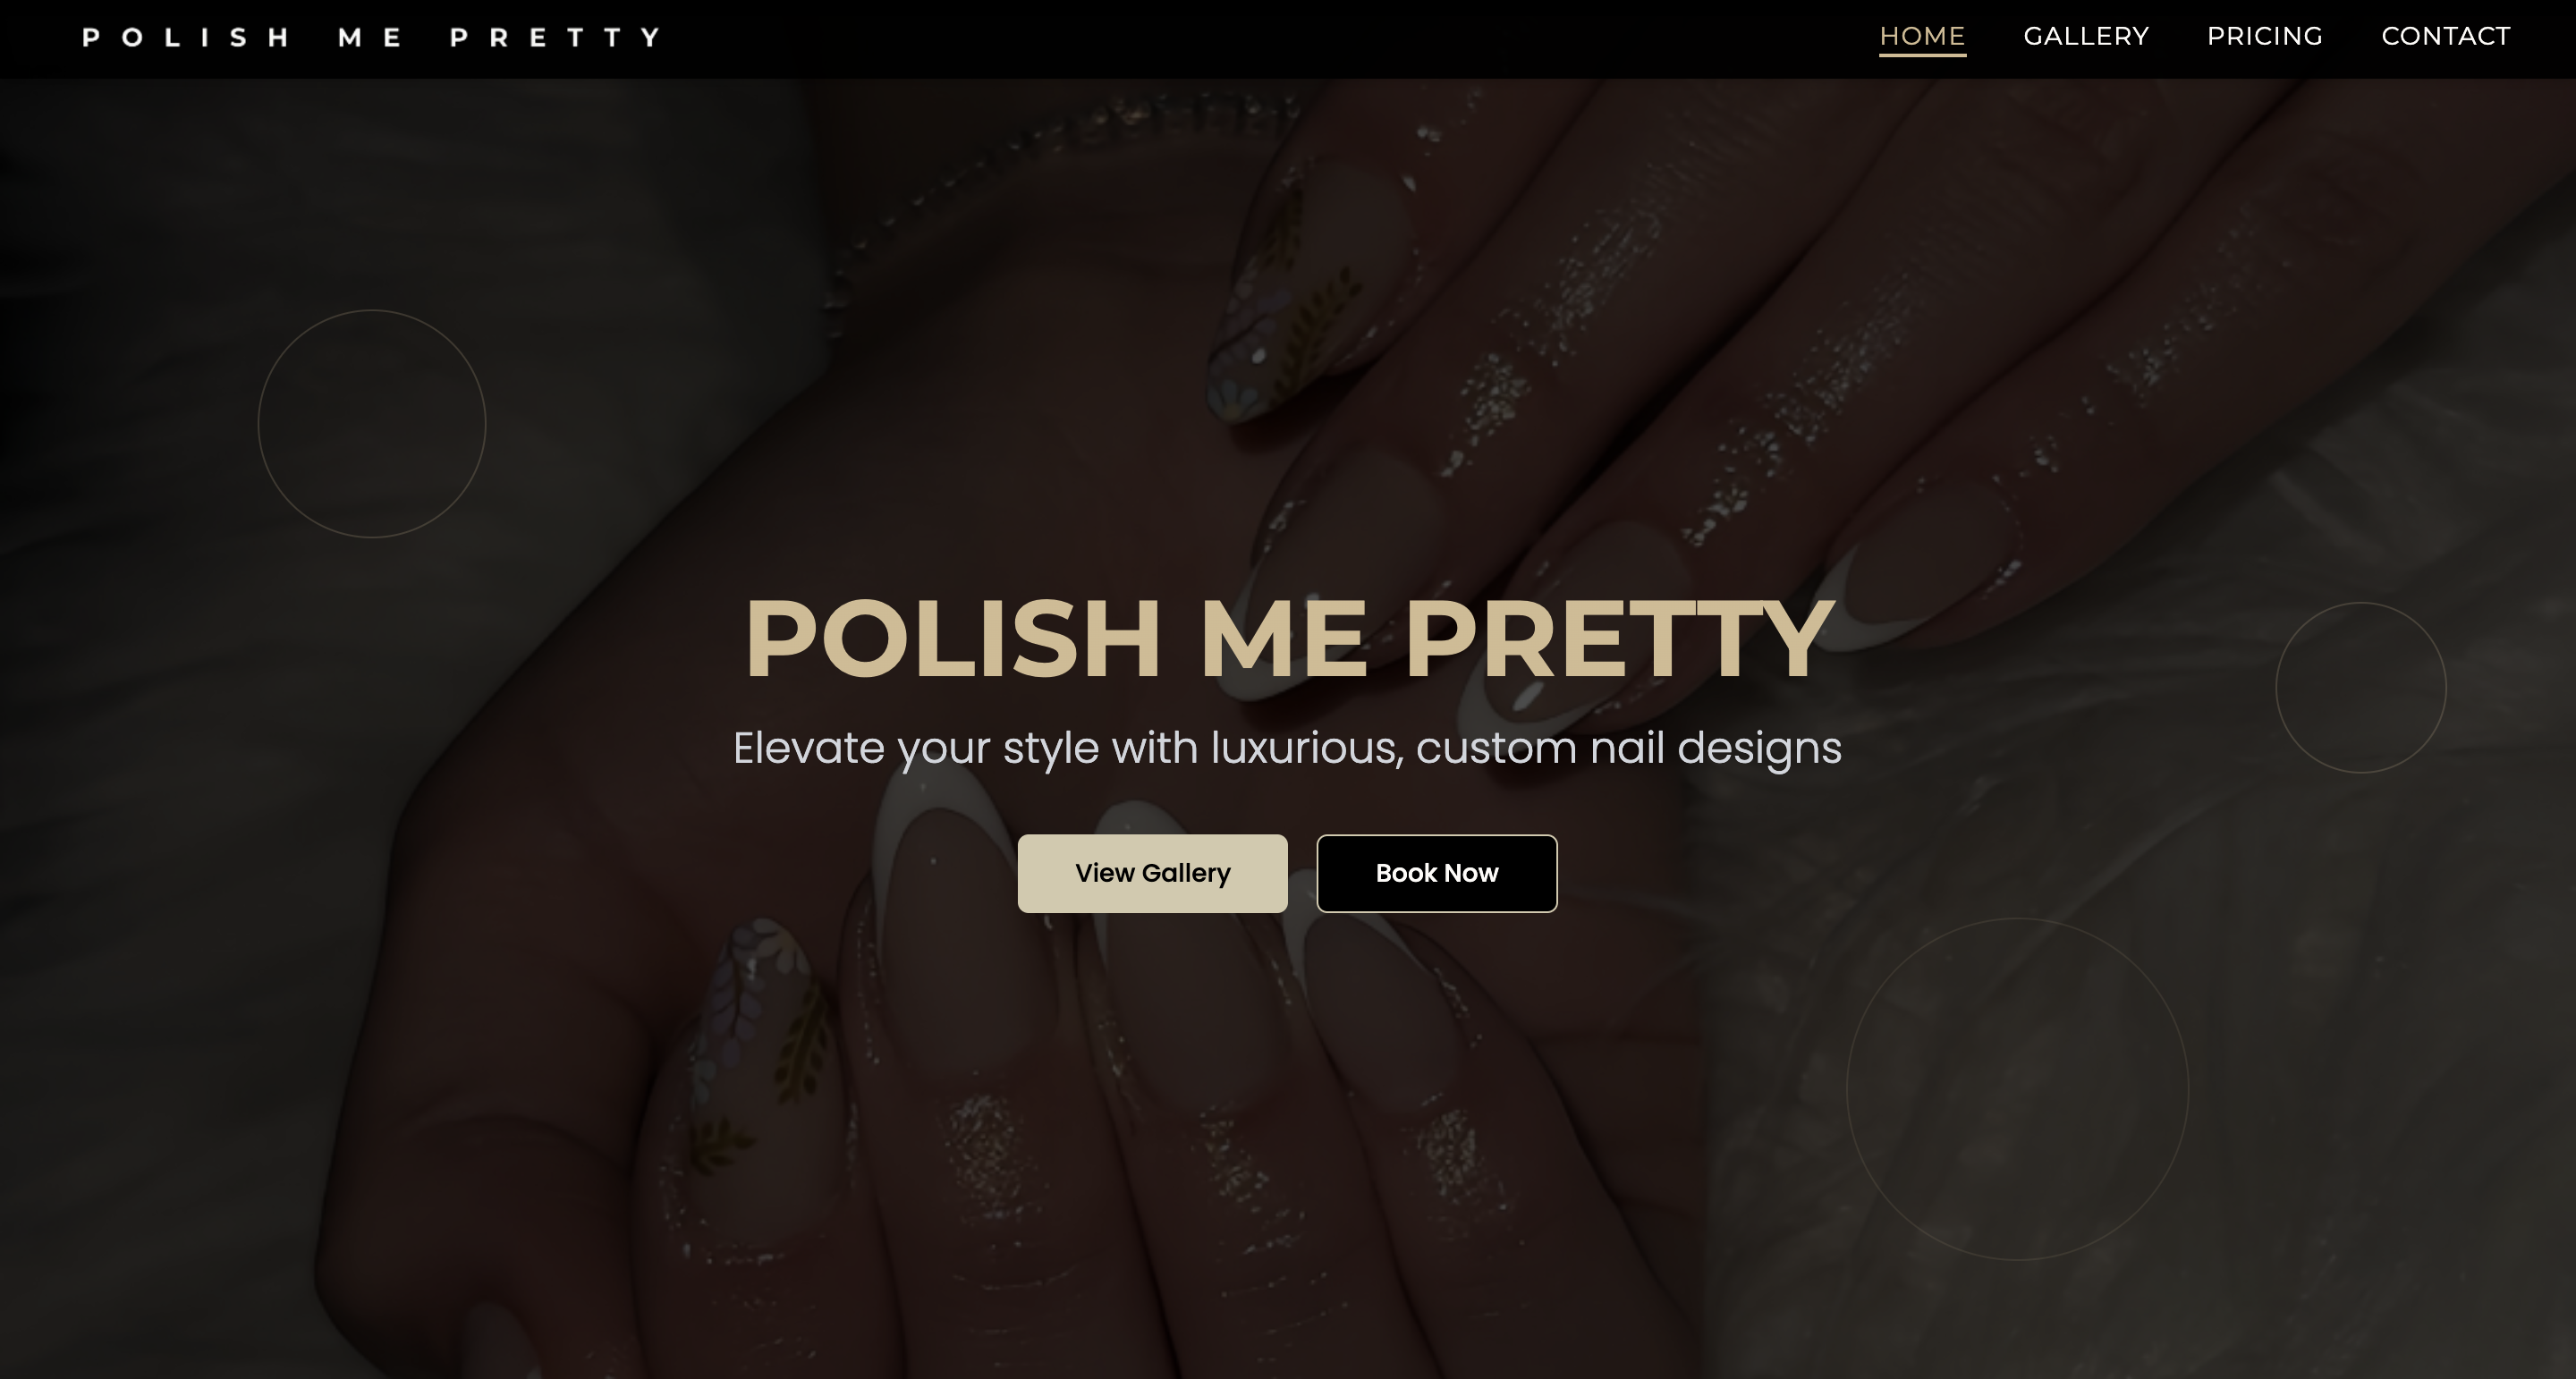 POLISH ME PRETTY
HOME GALLERY PRICING CONTACT
POLISH ME PRETTY
Elevate your style with luxurious, custom nail designs
View Gallery
Book Now